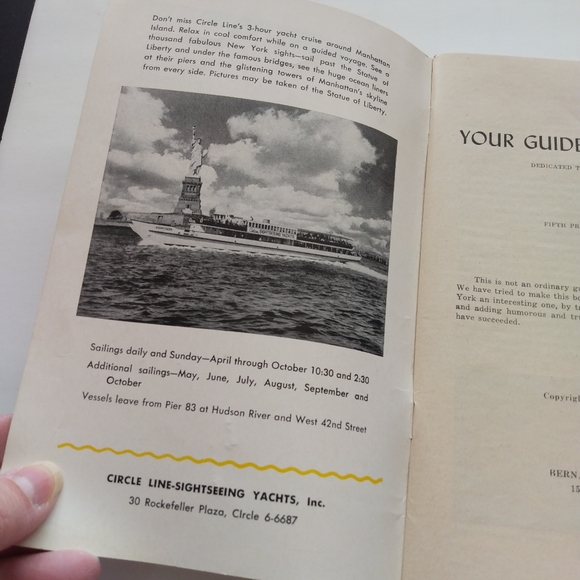 Don't miss Circle Line's 3-hour yacht cruise around Manhattan
Island. Relax in cool comfort while on a guided voyage. See a
thousand fabulous New York sights—sail past the Statue of
Liberty and under the famous bridges, see the huge ocean liners
at their piers and the glistening towers of Manhattan's skyline
from every side. Pictures may be taken of the Statue of Liberty.
Sailings daily and Sunday—April through October 10:30 and 2:30
Additional sailings—May, June, July, August, September and
October
Vessels leave from Pier 83 at Hudson River and West 42nd Street
CIRCLE LINE-SIGHTSEEING YACHTS, Inc.
30 Rockefeller Plaza, CIrcle 6-6687
YOUR GUIDE
DEDICATED
FIFTH
This is not an ordinary
We have tried to make this
York an interesting one, by
and adding humorous and
have succeeded.